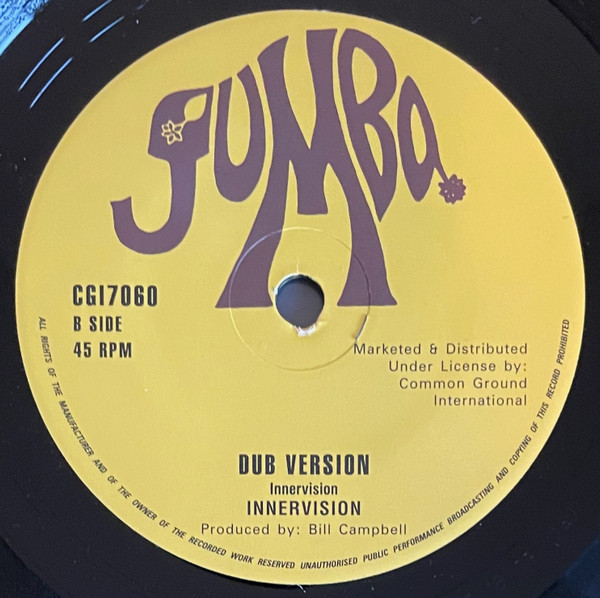 JUMBO
CGI7060
B SIDE
45 RPM
Marketed & Distributed
Under License by:
Common Ground
International
DUB VERSION
Innervision
INNERVISION
Produced by: Bill Campbell
ALL RIGHTS OF THE MANUFACTURER AND OF THE OWNER OF THE RECORDED WORK RESERVED UNAUTHORISED PUBLIC PERFORMANCE BROADCASTING AND COPYING OF THIS RECORD PROHIBITED